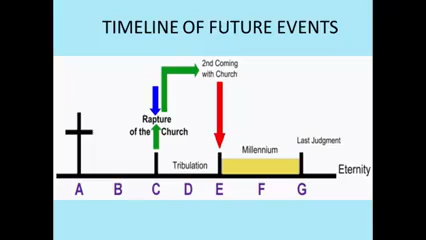 TIMELINE OF FUTURE EVENTS
2nd Coming
with Church
Rapture
of the Church
Last Judgment
Millennium
Tribulation
Eternity
A B C D E F G